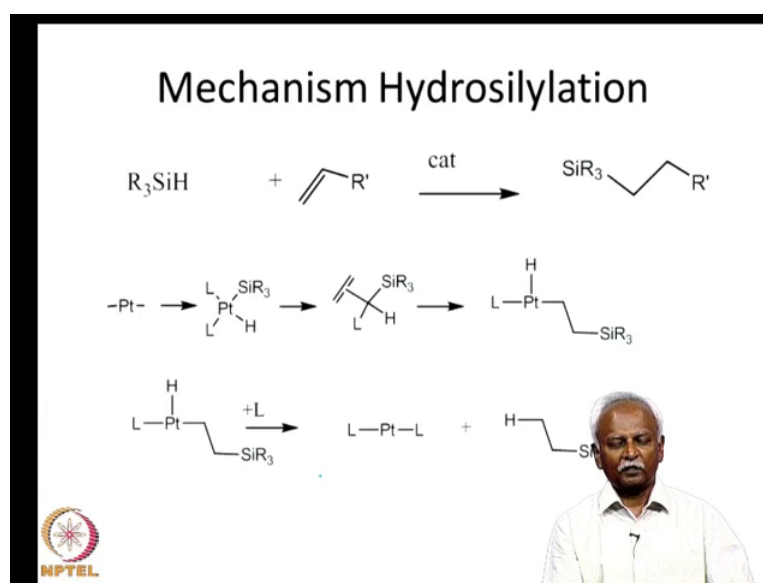 Mechanism Hydrosilylation
R₃SiH + R' cat SiR₃ R'
-Pt- L SiR₃ Pt L H SiR₃ L H H L-Pt SiR₃
H L-Pt SiR₃ +L L-Pt-L + H
NPTEL